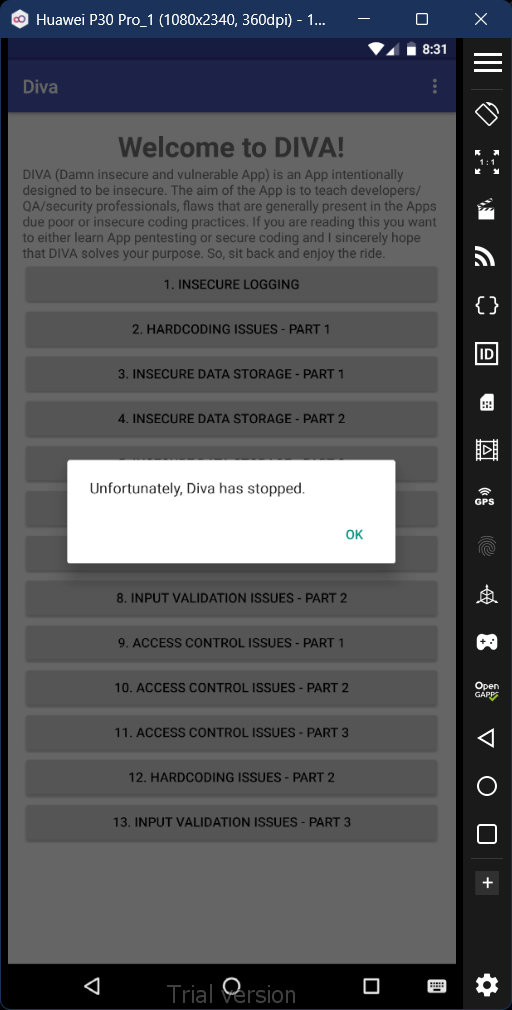 Huawei P30 Pro_1 (1080x2340, 360dpi) - 1...
8:31
Diva
Welcome to DIVA!
DIVA (Damn insecure and vulnerable App) is an App intentionally
designed to be insecure. The aim of the App is to teach developers/
QA/security professionals, flaws that are generally present in the Apps
due poor or insecure coding practices. If you are reading this you want
to either learn App pentesting or secure coding and I sincerely hope
that DIVA solves your purpose. So, sit back and enjoy the ride.
1. INSECURE LOGGING
2. HARDCODING ISSUES - PART 1
3. INSECURE DATA STORAGE - PART 1
4. INSECURE DATA STORAGE - PART 2
Unfortunately, Diva has stopped.
OK
8. INPUT VALIDATION ISSUES - PART 2
9. ACCESS CONTROL ISSUES - PART 1
10. ACCESS CONTROL ISSUES - PART 2
11. ACCESS CONTROL ISSUES - PART 3
12. HARDCODING ISSUES - PART 2
13. INPUT VALIDATION ISSUES - PART 3
Trial version
1:1
ID
GPS
Open
GAPPS